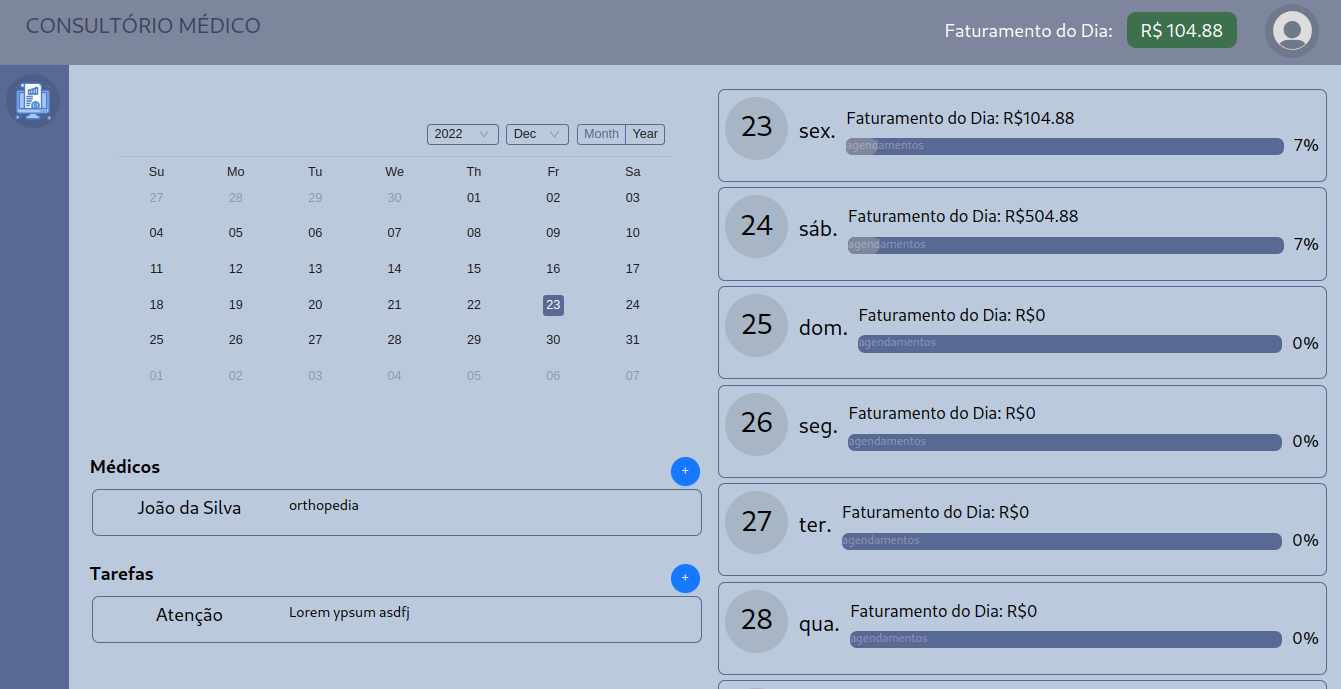 CONSULTÓRIO MÉDICO
Faturamento do Dia: R$ 104.88
2022 Dec Month Year
Su Mo Tu We Th Fr Sa
27 28 29 30 01 02 03
04 05 06 07 08 09 10
11 12 13 14 15 16 17
18 19 20 21 22 23 24
25 26 27 28 29 30 31
01 02 03 04 05 06 07
Médicos
+
João da Silva orthopedia
Tarefas
+
Atenção Lorem ypsum asdfj
23 sex. Faturamento do Dia: R$104.88
agendamentos 7%
24 sáb. Faturamento do Dia: R$504.88
agendamentos 7%
25 dom. Faturamento do Dia: R$0
agendamentos 0%
26 seg. Faturamento do Dia: R$0
agendamentos 0%
27 ter. Faturamento do Dia: R$0
agendamentos 0%
28 qua. Faturamento do Dia: R$0
agendamentos 0%